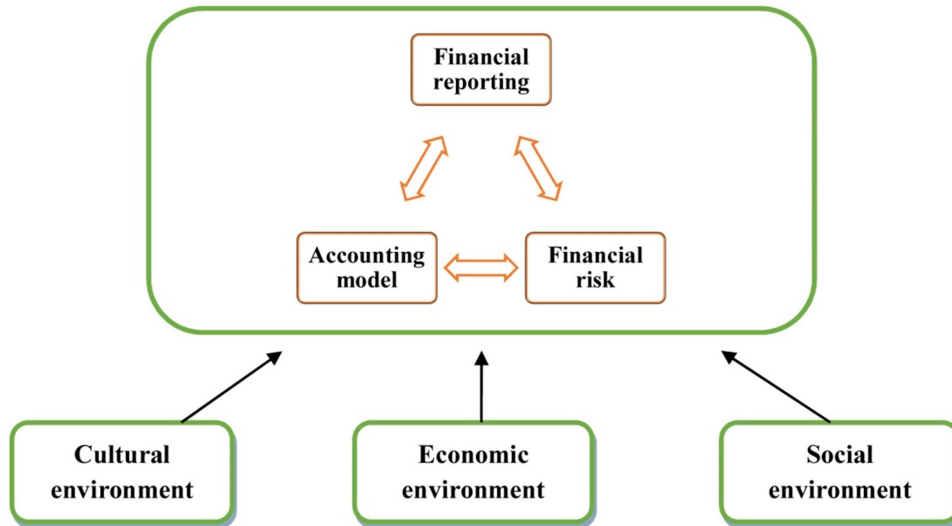 Financial
reporting
Accounting
model
Financial
risk
Cultural
environment
Economic
environment
Social
environment